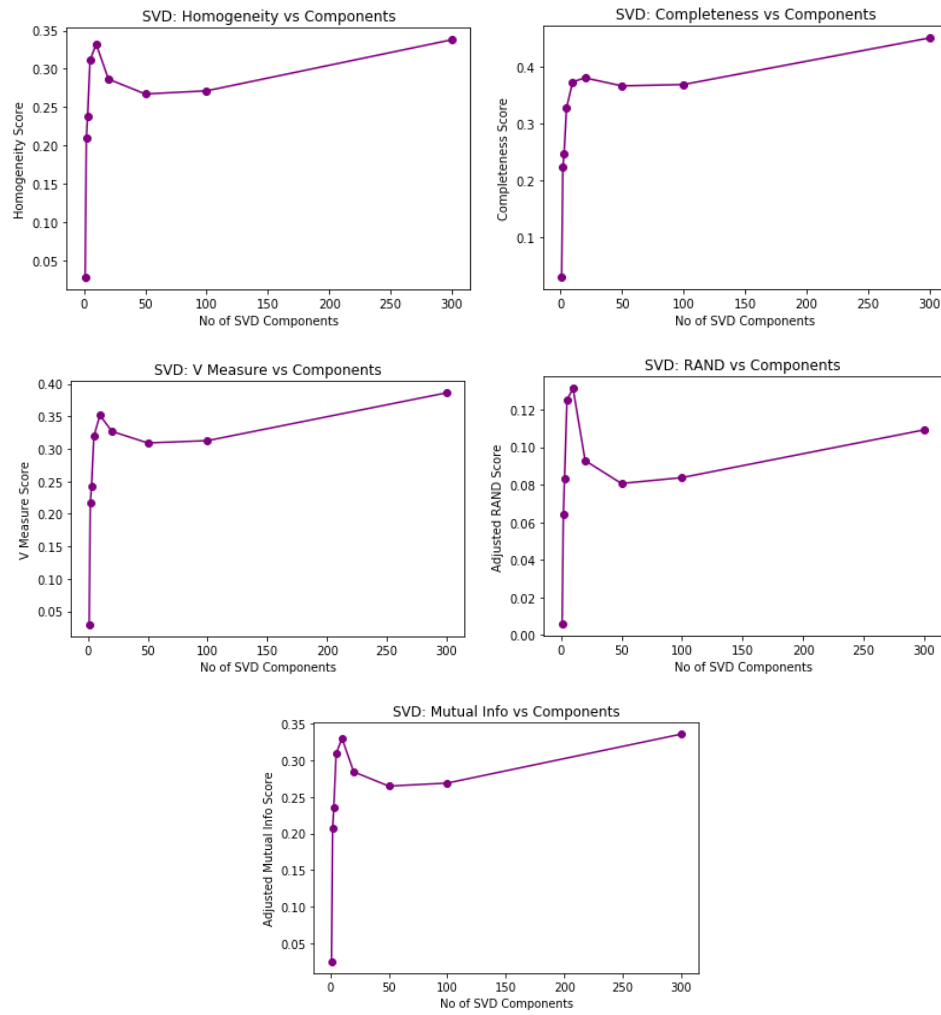 SVD: Homogeneity vs Components
0.35
0.30
0.25
0.20
0.15
0.10
0.05
Homogeneity Score
0 50 100 150 200 250 300
No of SVD Components
SVD: Completeness vs Components
0.4
0.3
0.2
0.1
Completeness Score
0 50 100 150 200 250 300
No of SVD Components
SVD: V Measure vs Components
0.40
0.35
0.30
0.25
0.20
0.15
0.10
0.05
V Measure Score
0 50 100 150 200 250 300
No of SVD Components
SVD: RAND vs Components
0.12
0.10
0.08
0.06
0.04
0.02
0.00
Adjusted RAND Score
0 50 100 150 200 250 300
No of SVD Components
SVD: Mutual Info vs Components
0.35
0.30
0.25
0.20
0.15
0.10
0.05
Adjusted Mutual Info Score
0 50 100 150 200 250 300
No of SVD Components